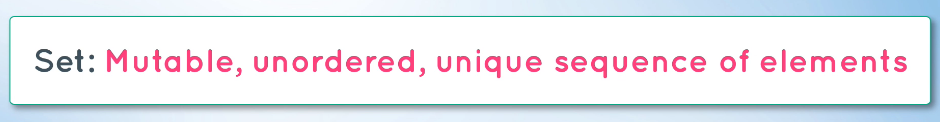 Set: Mutable, unordered, unique sequence of elements